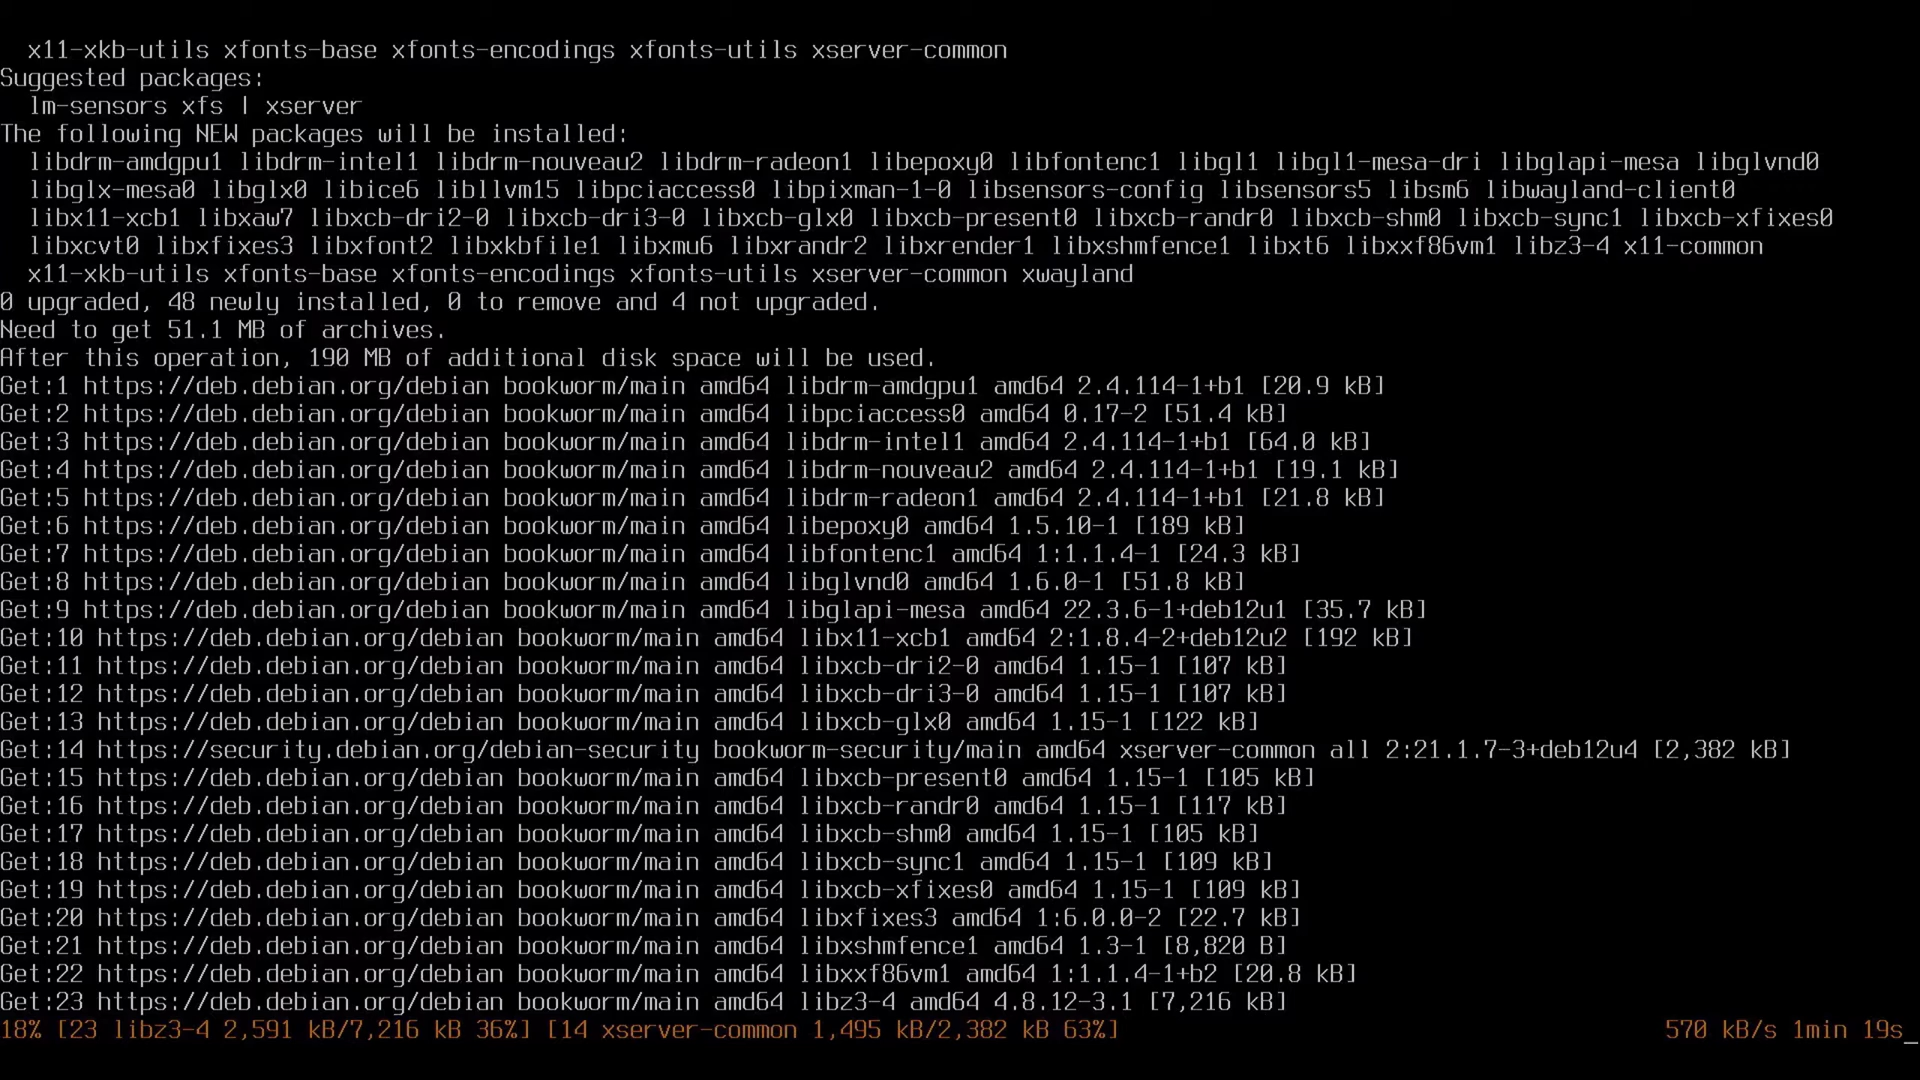 x11-xkb-utils xfonts-base xfonts-encodings xfonts-utils xserver-common
Suggested packages:
lm-sensors xfs | xserver
The following NEW packages will be installed:
libdrm-amdgpu1 libdrm-intel1 libdrm-nouveau2 libdrm-radeon1 libepoxy0 libfontenc1 libgl1 libgl1-mesa-dri libglapi-mesa libglvnd0
libglx-mesa0 libglx0 libice6 libllvm15 libpciaccess0 libpixman-1-0 libsensors-config libsensors5 libsm6 libwayland-client0
libx11-xcb1 libxaw7 libxcb-dri2-0 libxcb-dri3-0 libxcb-glx0 libxcb-present0 libxcb-randr0 libxcb-shm0 libxcb-sync1 libxcb-xfixes0
libxcvt0 libxfixes3 libxfont2 libxkbfile1 libxmu6 libxrandr2 libxrender1 libxshmfence1 libxt6 libxxf86vm1 libz3-4 x11-common
x11-xkb-utils xfonts-base xfonts-encodings xfonts-utils xserver-common xwayland
0 upgraded, 48 newly installed, 0 to remove and 4 not upgraded.
Need to get 51.1 MB of archives.
After this operation, 190 MB of additional disk space will be used.
Get:1 https://deb.debian.org/debian bookworm/main amd64 libdrm-amdgpu1 amd64 2.4.114-1+b1 [20.9 kB]
Get:2 https://deb.debian.org/debian bookworm/main amd64 libpciaccess0 amd64 0.17-2 [51.4 kB]
Get:3 https://deb.debian.org/debian bookworm/main amd64 libdrm-intel1 amd64 2.4.114-1+b1 [64.0 kB]
Get:4 https://deb.debian.org/debian bookworm/main amd64 libdrm-nouveau2 amd64 2.4.114-1+b1 [19.1 kB]
Get:5 https://deb.debian.org/debian bookworm/main amd64 libdrm-radeon1 amd64 2.4.114-1+b1 [21.8 kB]
Get:6 https://deb.debian.org/debian bookworm/main amd64 libepoxy0 amd64 1.5.10-1 [189 kB]
Get:7 https://deb.debian.org/debian bookworm/main amd64 libfontenc1 amd64 1:1.1.4-1 [24.3 kB]
Get:8 https://deb.debian.org/debian bookworm/main amd64 libglvnd0 amd64 1.6.0-1 [51.8 kB]
Get:9 https://deb.debian.org/debian bookworm/main amd64 libglapi-mesa amd64 22.3.6-1+deb12u1 [35.7 kB]
Get:10 https://deb.debian.org/debian bookworm/main amd64 libx11-xcb1 amd64 2:1.8.4-2+deb12u2 [192 kB]
Get:11 https://deb.debian.org/debian bookworm/main amd64 libxcb-dri2-0 amd64 1.15-1 [107 kB]
Get:12 https://deb.debian.org/debian bookworm/main amd64 libxcb-dri3-0 amd64 1.15-1 [107 kB]
Get:13 https://deb.debian.org/debian bookworm/main amd64 libxcb-glx0 amd64 1.15-1 [122 kB]
Get:14 https://security.debian.org/debian-security bookworm-security/main amd64 xserver-common all 2:21.1.7-3+deb12u4 [2,382 kB]
Get:15 https://deb.debian.org/debian bookworm/main amd64 libxcb-present0 amd64 1.15-1 [105 kB]
Get:16 https://deb.debian.org/debian bookworm/main amd64 libxcb-randr0 amd64 1.15-1 [117 kB]
Get:17 https://deb.debian.org/debian bookworm/main amd64 libxcb-shm0 amd64 1.15-1 [105 kB]
Get:18 https://deb.debian.org/debian bookworm/main amd64 libxcb-sync1 amd64 1.15-1 [109 kB]
Get:19 https://deb.debian.org/debian bookworm/main amd64 libxcb-xfixes0 amd64 1.15-1 [109 kB]
Get:20 https://deb.debian.org/debian bookworm/main amd64 libxfixes3 amd64 1:6.0.0-2 [22.7 kB]
Get:21 https://deb.debian.org/debian bookworm/main amd64 libxshmfence1 amd64 1.3-1 [8,820 B]
Get:22 https://deb.debian.org/debian bookworm/main amd64 libxxf86vm1 amd64 1:1.1.4-1+b2 [20.8 kB]
Get:23 https://deb.debian.org/debian bookworm/main amd64 libz3-4 amd64 4.8.12-3.1 [7,216 kB]
18% [23 libz3-4 2,591 kB/7,216 kB 36%] [14 xserver-common 1,495 kB/2,382 kB 63%] 570 kB/s 1min 19s_